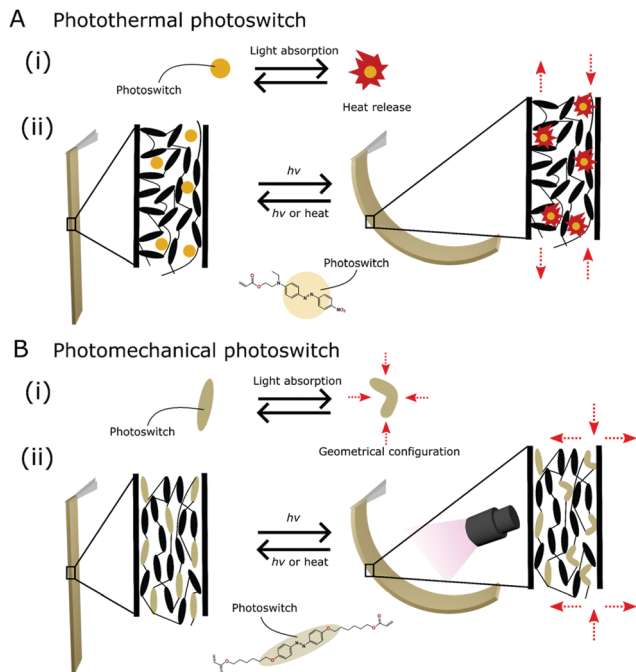 A Photothermal photoswitch
(i)
Light absorption
Photoswitch
Heat release
(ii)
hν
hν or heat
Photoswitch
N
O
O
N
N
NO₂
B Photomechanical photoswitch
(i)
Light absorption
Photoswitch
Geometrical configuration
(ii)
hν
hν or heat
Photoswitch
O
O
N
N
O
O
O
O